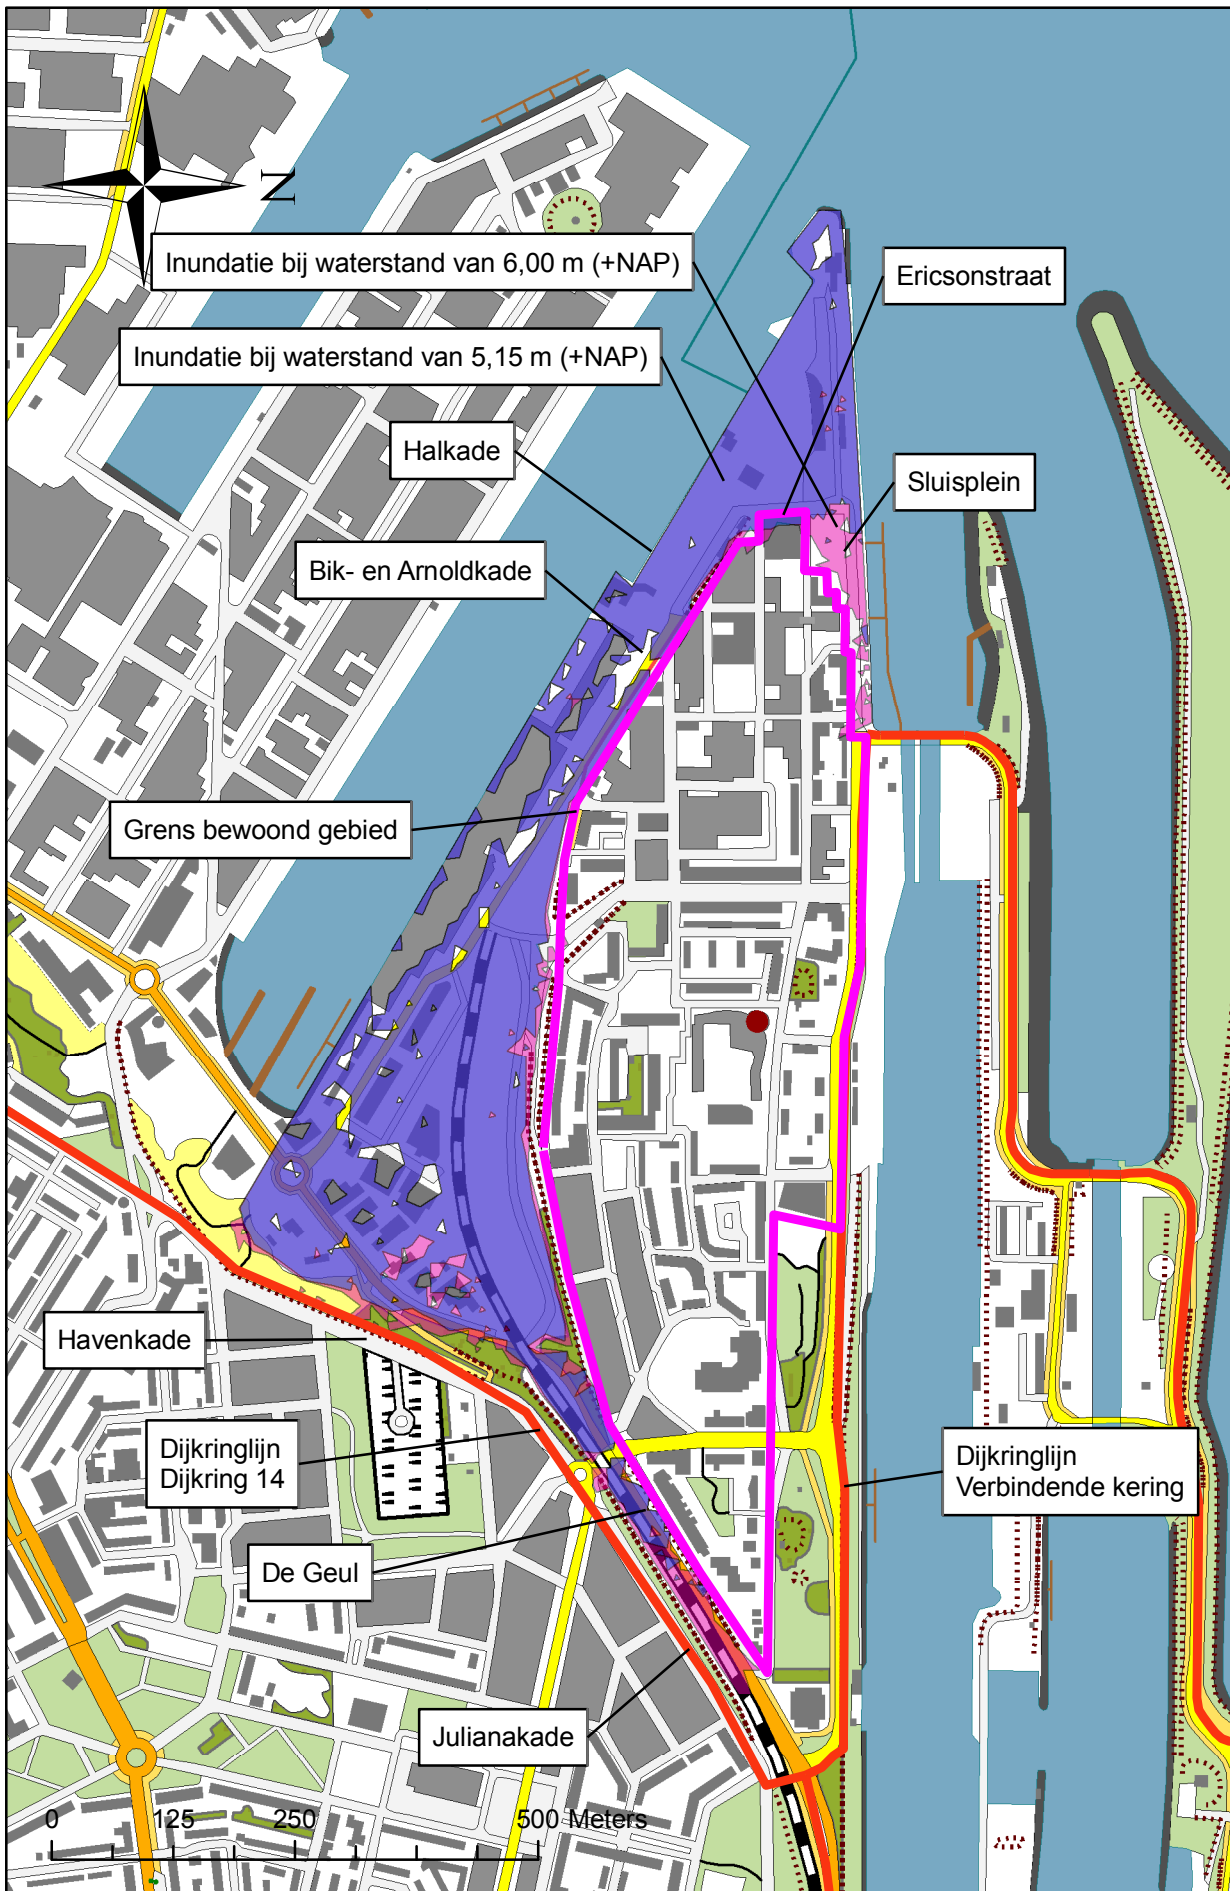 N
Inundatie bij waterstand van 6,00 m (+NAP)
Ericsonstraat
Inundatie bij waterstand van 5,15 m (+NAP)
Halkade
Sluisplein
Bik- en Arnoldkade
Grens bewoond gebied
Havenkade
Dijkringlijn
Dijkring 14
Dijkringlijn
Verbindende kering
De Geul
Julianakade
0 125 250 500 Meters